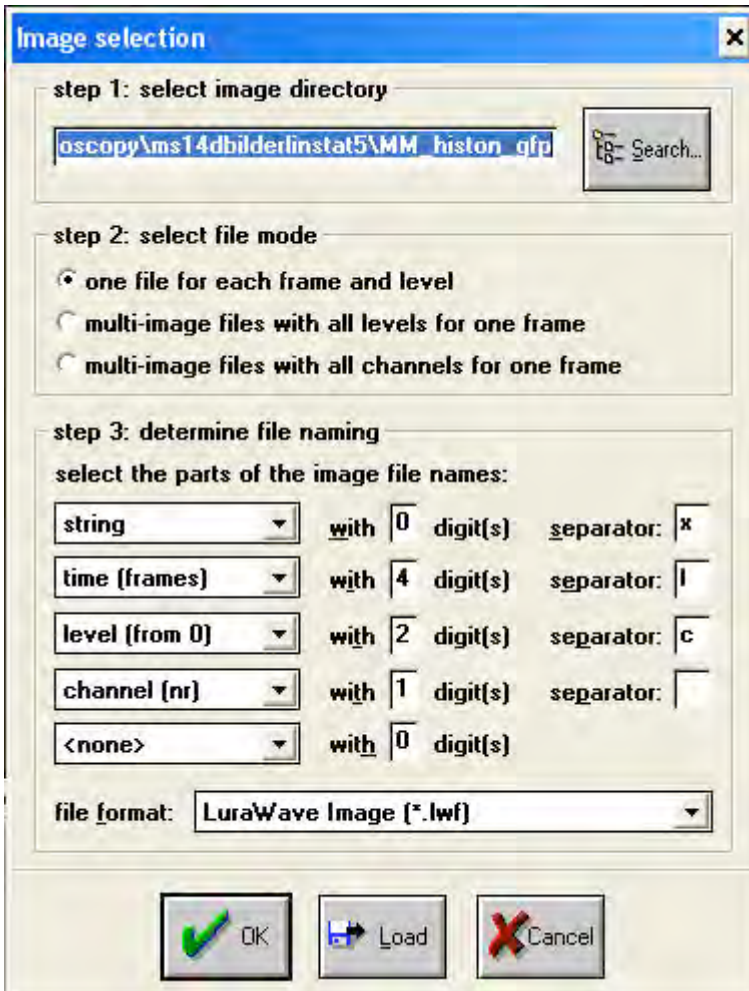 Image selection
step 1: select image directory
oscopy\ms14dbilderlinstat5\MM_histon_gfp
Search...
step 2: select file mode
one file for each frame and level
multi-image files with all levels for one frame
multi-image files with all channels for one frame
step 3: determine file naming
select the parts of the image file names:
string with 0 digit(s) separator: x
time (frames) with 4 digit(s) separator: l
level (from 0) with 2 digit(s) separator: c
channel (nr) with 1 digit(s) separator:
<none> with 0 digit(s)
file format: LuraWave Image (*.lwf)
OK Load Cancel